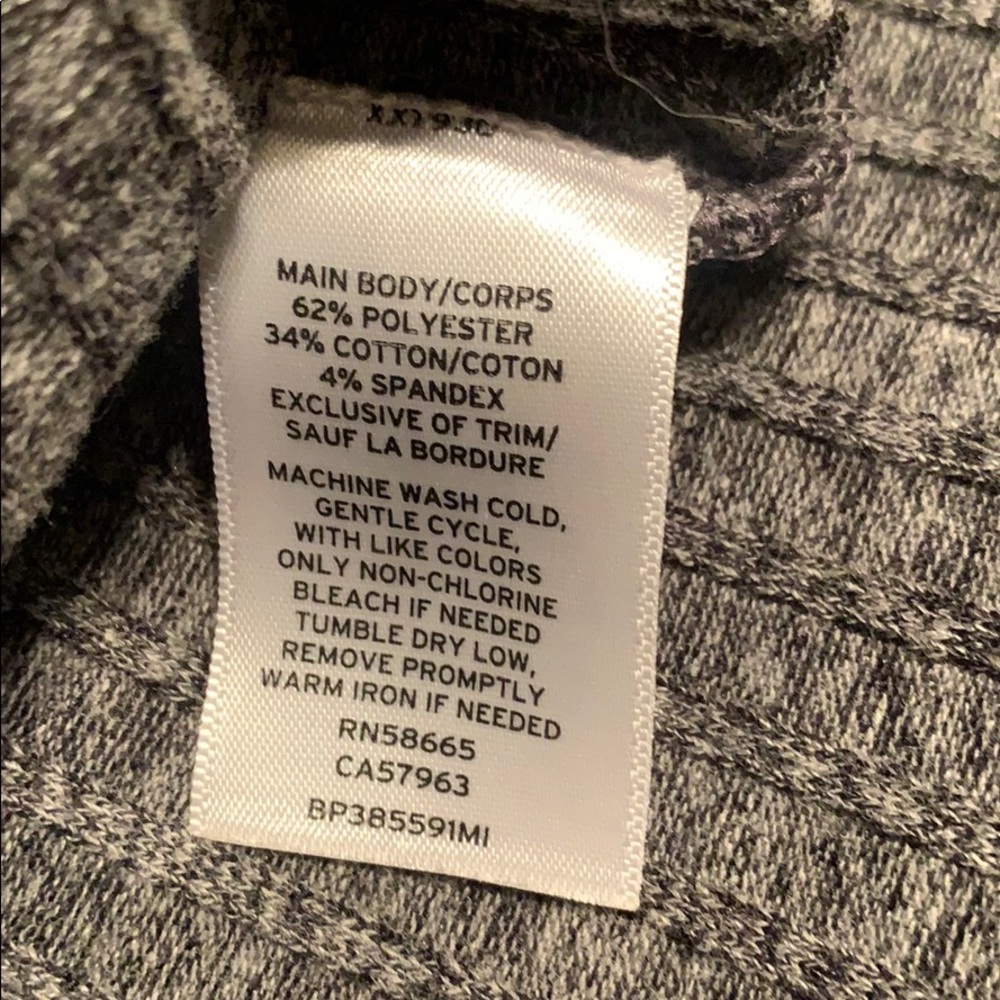 MAIN BODY/CORPS
62% POLYESTER
34% COTTON/COTON
4% SPANDEX
EXCLUSIVE OF TRIM/
SAUF LA BORDURE
MACHINE WASH COLD,
GENTLE CYCLE,
WITH LIKE COLORS
ONLY NON-CHLORINE
BLEACH IF NEEDED
TUMBLE DRY LOW,
REMOVE PROMPTLY
WARM IRON IF NEEDED
RN58665
CA57963
BP385591MI